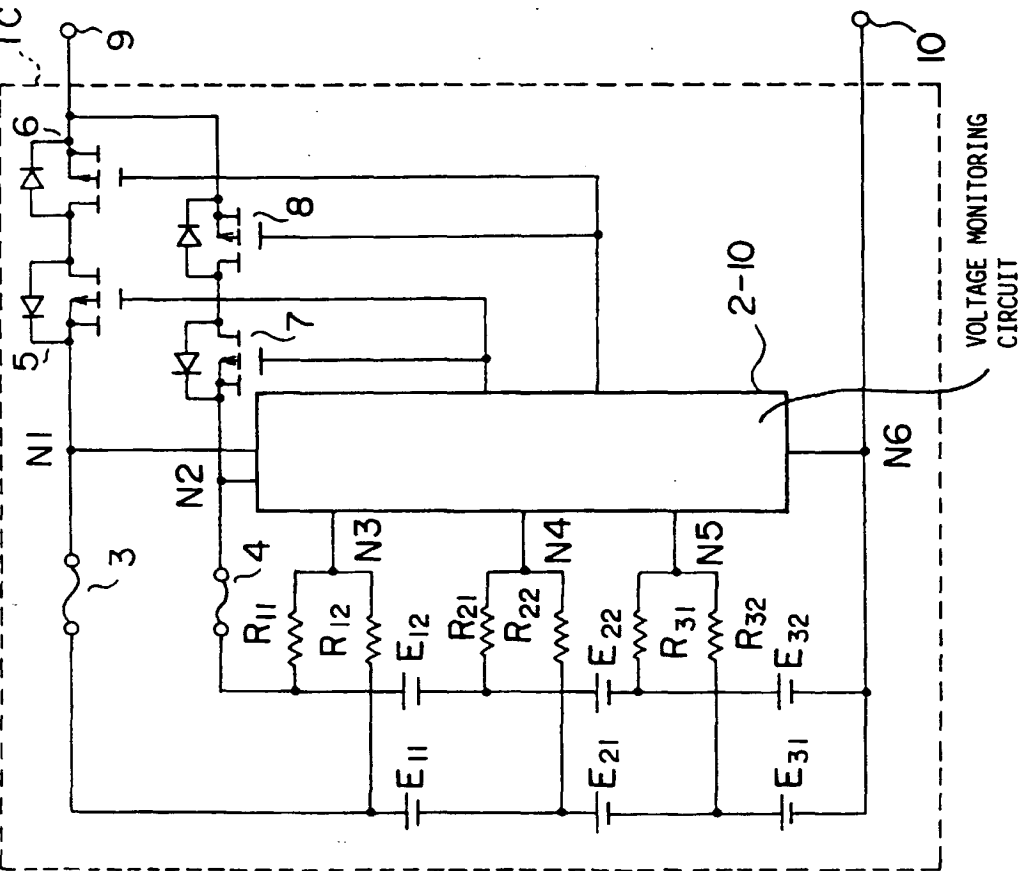 1C
9
6
5
8
7
N1
N2
2-10
10
VOLTAGE MONITORING
CIRCUIT
N6
3
4
N3
N4
N5
R11
R12
E12
R21
R22
E22
R31
R32
E32
E11
E21
E31